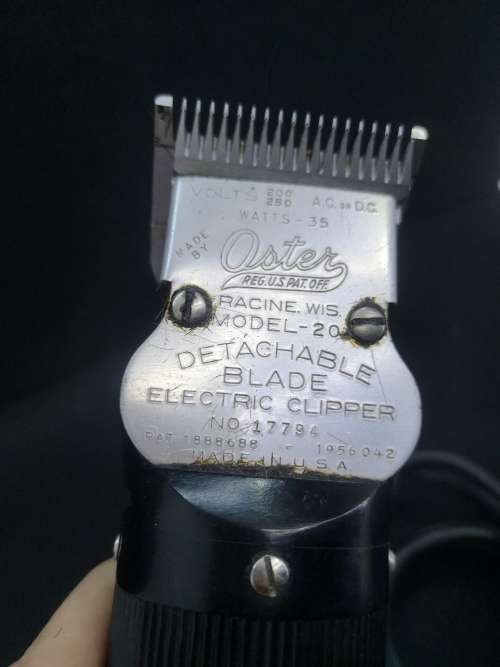 VOLTS 200 250 A.C. OR D.C.
WATTS-35
MADE BY
Oster
REG. U.S. PAT. OFF.
RACINE, WIS.
MODEL-20
DETACHABLE
BLADE
ELECTRIC CLIPPER
NO. 17794
PAT. 1888688 - 1956042
MADE IN U.S.A.